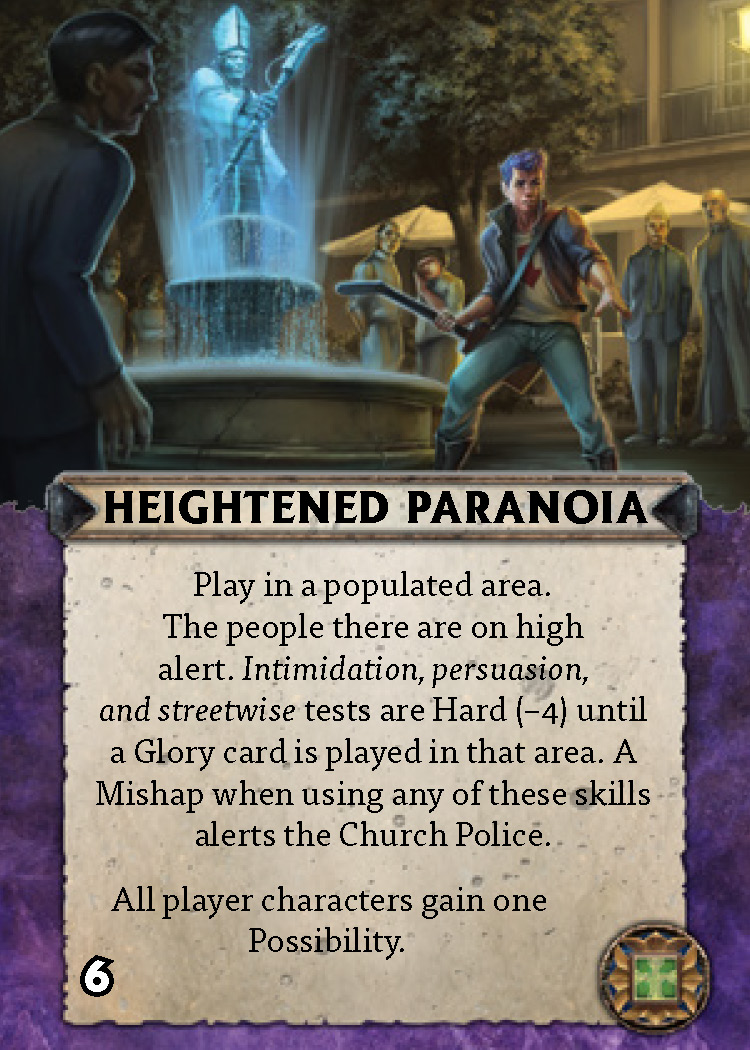 HEIGHTENED PARANOIA
Play in a populated area.
The people there are on high
alert. Intimidation, persuasion,
and streetwise tests are Hard (–4) until
a Glory card is played in that area. A
Mishap when using any of these skills
alerts the Church Police.
All player characters gain one
Possibility.
6